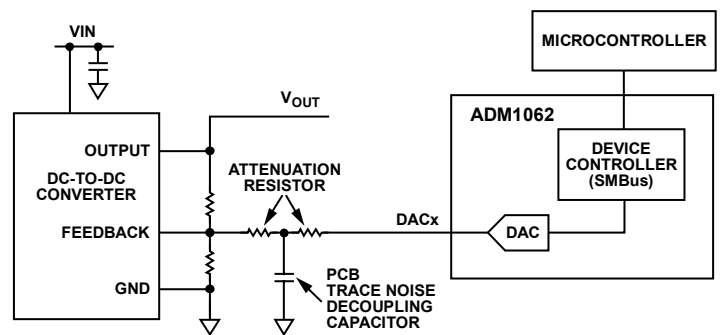 VIN
MICROCONTROLLER
VOUT
ADM1062
OUTPUT
DC-TO-DC
CONVERTER
ATTENUATION
RESISTOR
DEVICE
CONTROLLER
(SMBus)
FEEDBACK
DACx
DAC
GND
PCB
TRACE NOISE
DECOUPLING
CAPACITOR